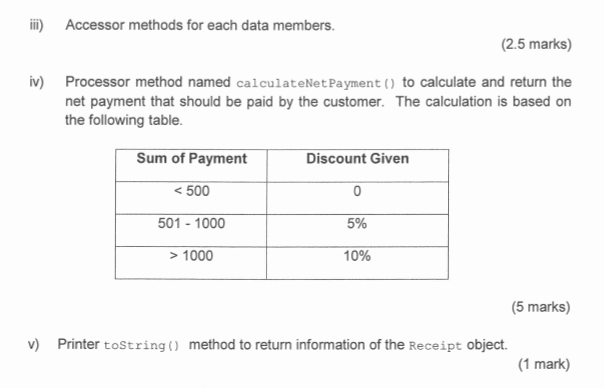 iii) Accessor methods for each data members.
(2.5 marks)
iv) Processor method named calculateNetPayment() to calculate and return the
net payment that should be paid by the customer. The calculation is based on
the following table.
Sum of Payment Discount Given
< 500 0
501 - 1000 5%
> 1000 10%
(5 marks)
v) Printer toString() method to return information of the Receipt object.
(1 mark)